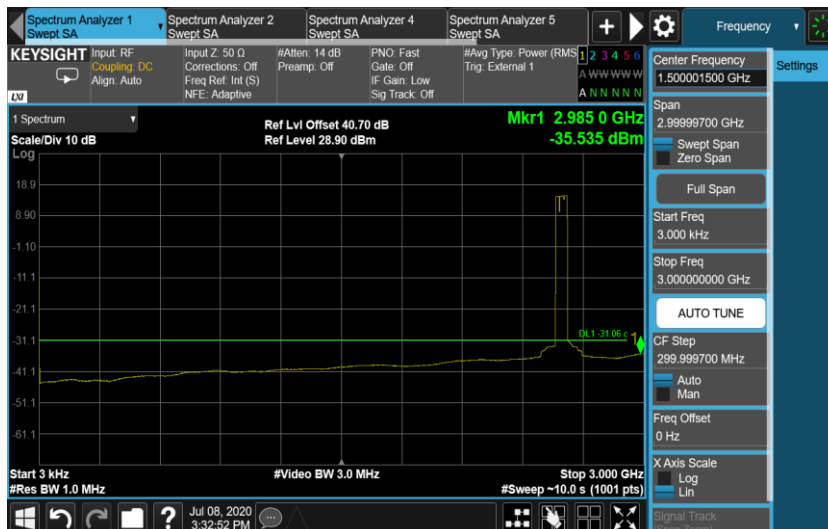 Spectrum Analyzer 1
Swept SA
Spectrum Analyzer 2
Swept SA
Spectrum Analyzer 4
Swept SA
Spectrum Analyzer 5
Swept SA
+
Frequency
KEYSIGHT
Input: RF
Coupling: DC
Align: Auto
Input Z: 50 Ω
Corrections: Off
Freq Ref: Int (S)
NFE: Adaptive
#Atten: 14 dB
Preamp: Off
PNO: Fast
Gate: Off
IF Gain: Low
Sig Track: Off
#Avg Type: Power (RMS
Trig: External 1
1 2 3 4 5 6
A W W W W W
A N N N N N
LXI
1 Spectrum
Scale/Div 10 dB
Log
Ref Lvl Offset 40.70 dB
Ref Level 28.90 dBm
Mkr1 2.985 0 GHz
-35.535 dBm
18.9
8.90
-1.10
-11.1
-21.1
-31.1
-41.1
-51.1
-61.1
DL1 -31.06
1
Start 3 kHz
#Res BW 1.0 MHz
#Video BW 3.0 MHz
Stop 3.000 GHz
#Sweep ~10.0 s (1001 pts)
Center Frequency
1.500001500 GHz
Settings
Span
2.99999700 GHz
Swept Span
Zero Span
Full Span
Start Freq
3.000 kHz
Stop Freq
3.000000000 GHz
AUTO TUNE
CF Step
299.999700 MHz
Auto
Man
Freq Offset
0 Hz
X Axis Scale
Log
Lin
Signal Track
?
Jul 08, 2020
3:32:52 PM